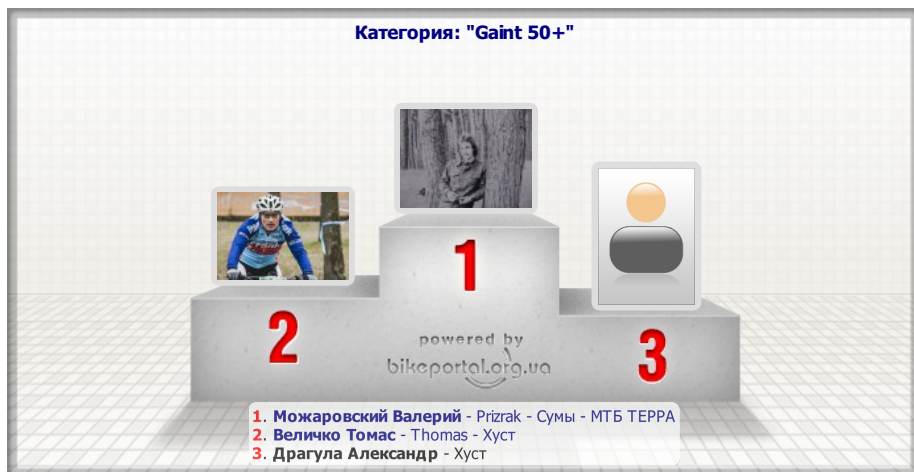 Категория: "Gaint 50+"
1
2
3
powered by
bikeportal.org.ua
1. Можаровский Валерий - Prizrak - Сумы - МТБ ТЕРРА
2. Величко Томас - Thomas - Хуст
3. Драгула Александр - Хуст